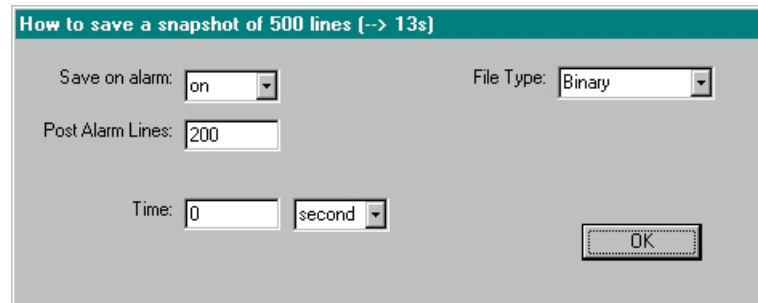 How to save a snapshot of 500 lines (--> 13s)
Save on alarm: on
File Type: Binary
Post Alarm Lines: 200
Time: 0 second
OK